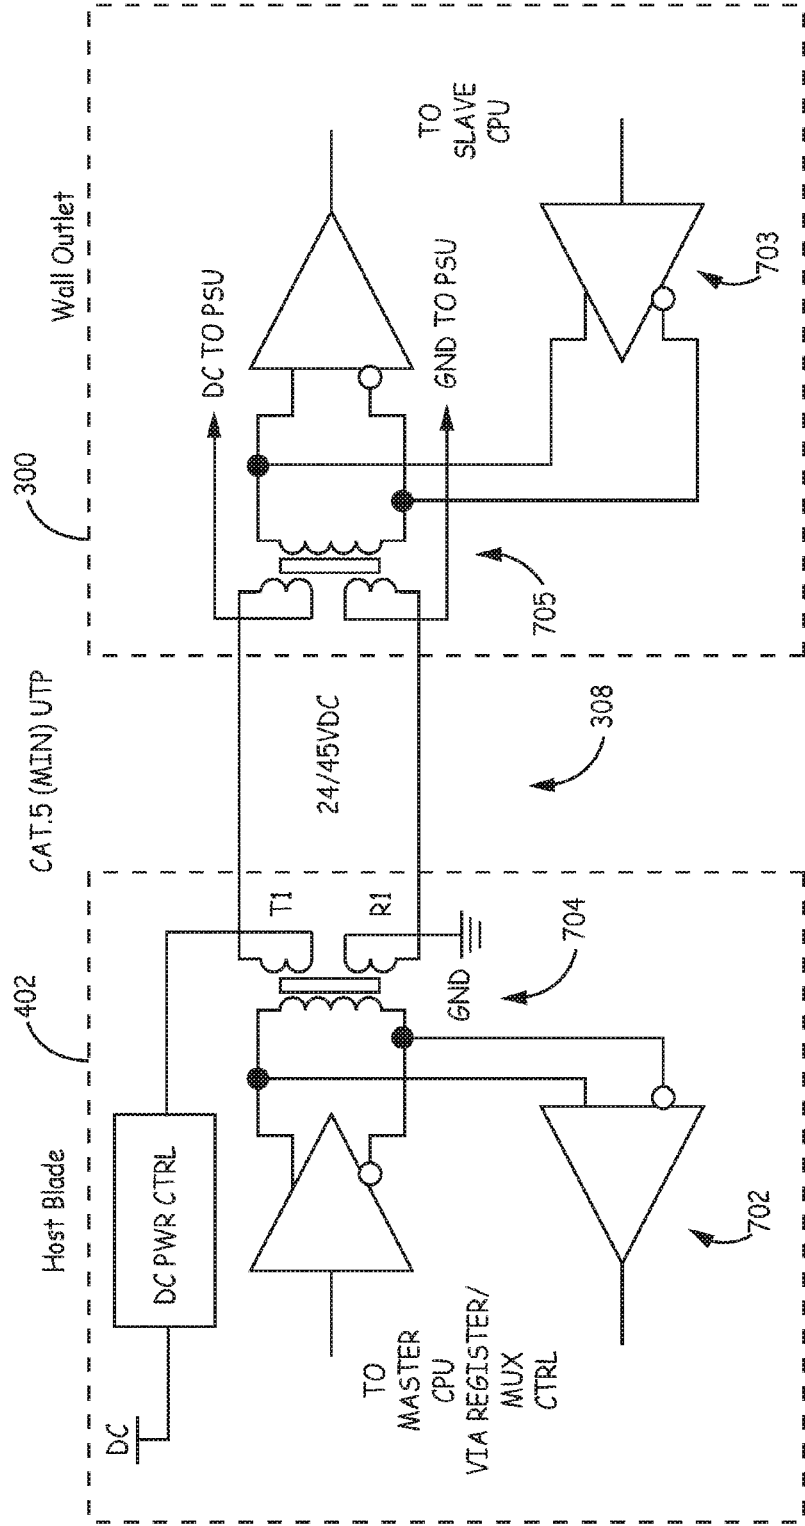 Host Blade
CAT.5 (MIN) UTP
Wall Outlet
402
300
DC
DC PWR CTRL
T1
R1
24/45VDC
DC TO PSU
GND TO PSU
GND
TO
MASTER
CPU
VIA REGISTER/
MUX
CTRL
TO
SLAVE
CPU
704
705
308
702
703